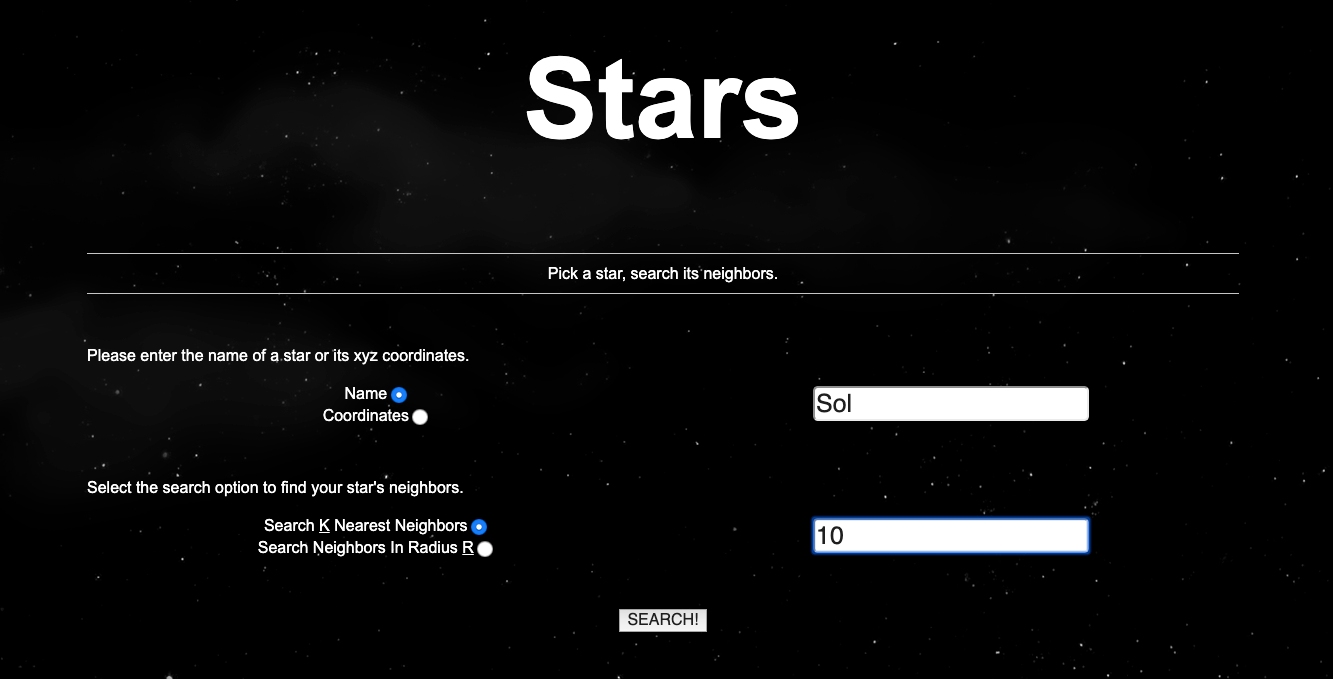 Stars
Pick a star, search its neighbors.
Please enter the name of a star or its xyz coordinates.
Name
Sol
Coordinates
Select the search option to find your star's neighbors.
Search K Nearest Neighbors
10
Search Neighbors In Radius R
SEARCH!